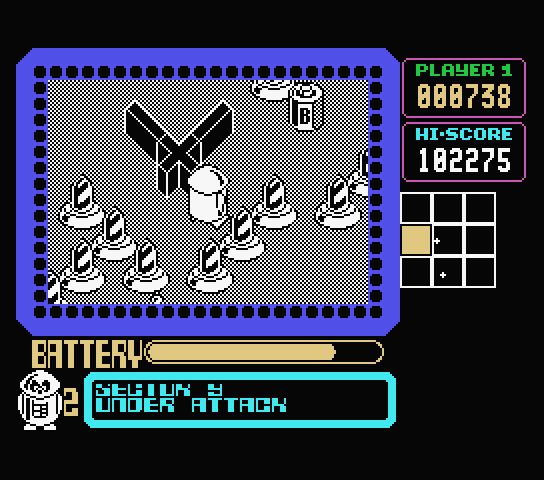 PLAYER 1
000738
HI·SCORE
102275
B
BATTERY
2
SECTOR 9
UNDER ATTACK